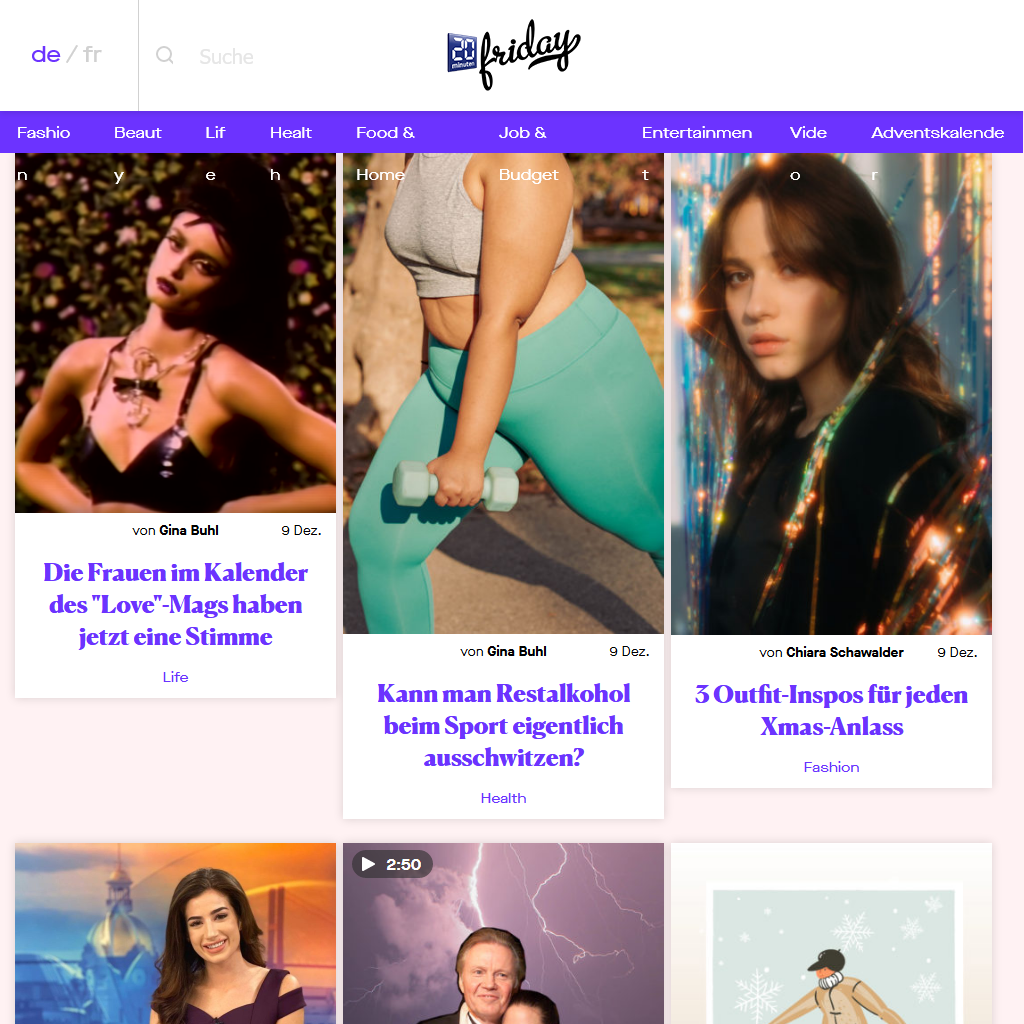 de / fr
Suche
20
minuten
friday
Fashio
n
Beaut
y
Lif
e
Healt
h
Food &
Home
Job &
Budget
Entertainmen
t
Vide
o
Adventskalende
r
von Gina Buhl 9 Dez.
Die Frauen im Kalender
des "Love"-Mags haben
jetzt eine Stimme
Life
von Gina Buhl 9 Dez.
Kann man Restalkohol
beim Sport eigentlich
ausschwitzen?
Health
von Chiara Schawalder 9 Dez.
3 Outfit-Inspos für jeden
Xmas-Anlass
Fashion
2:50